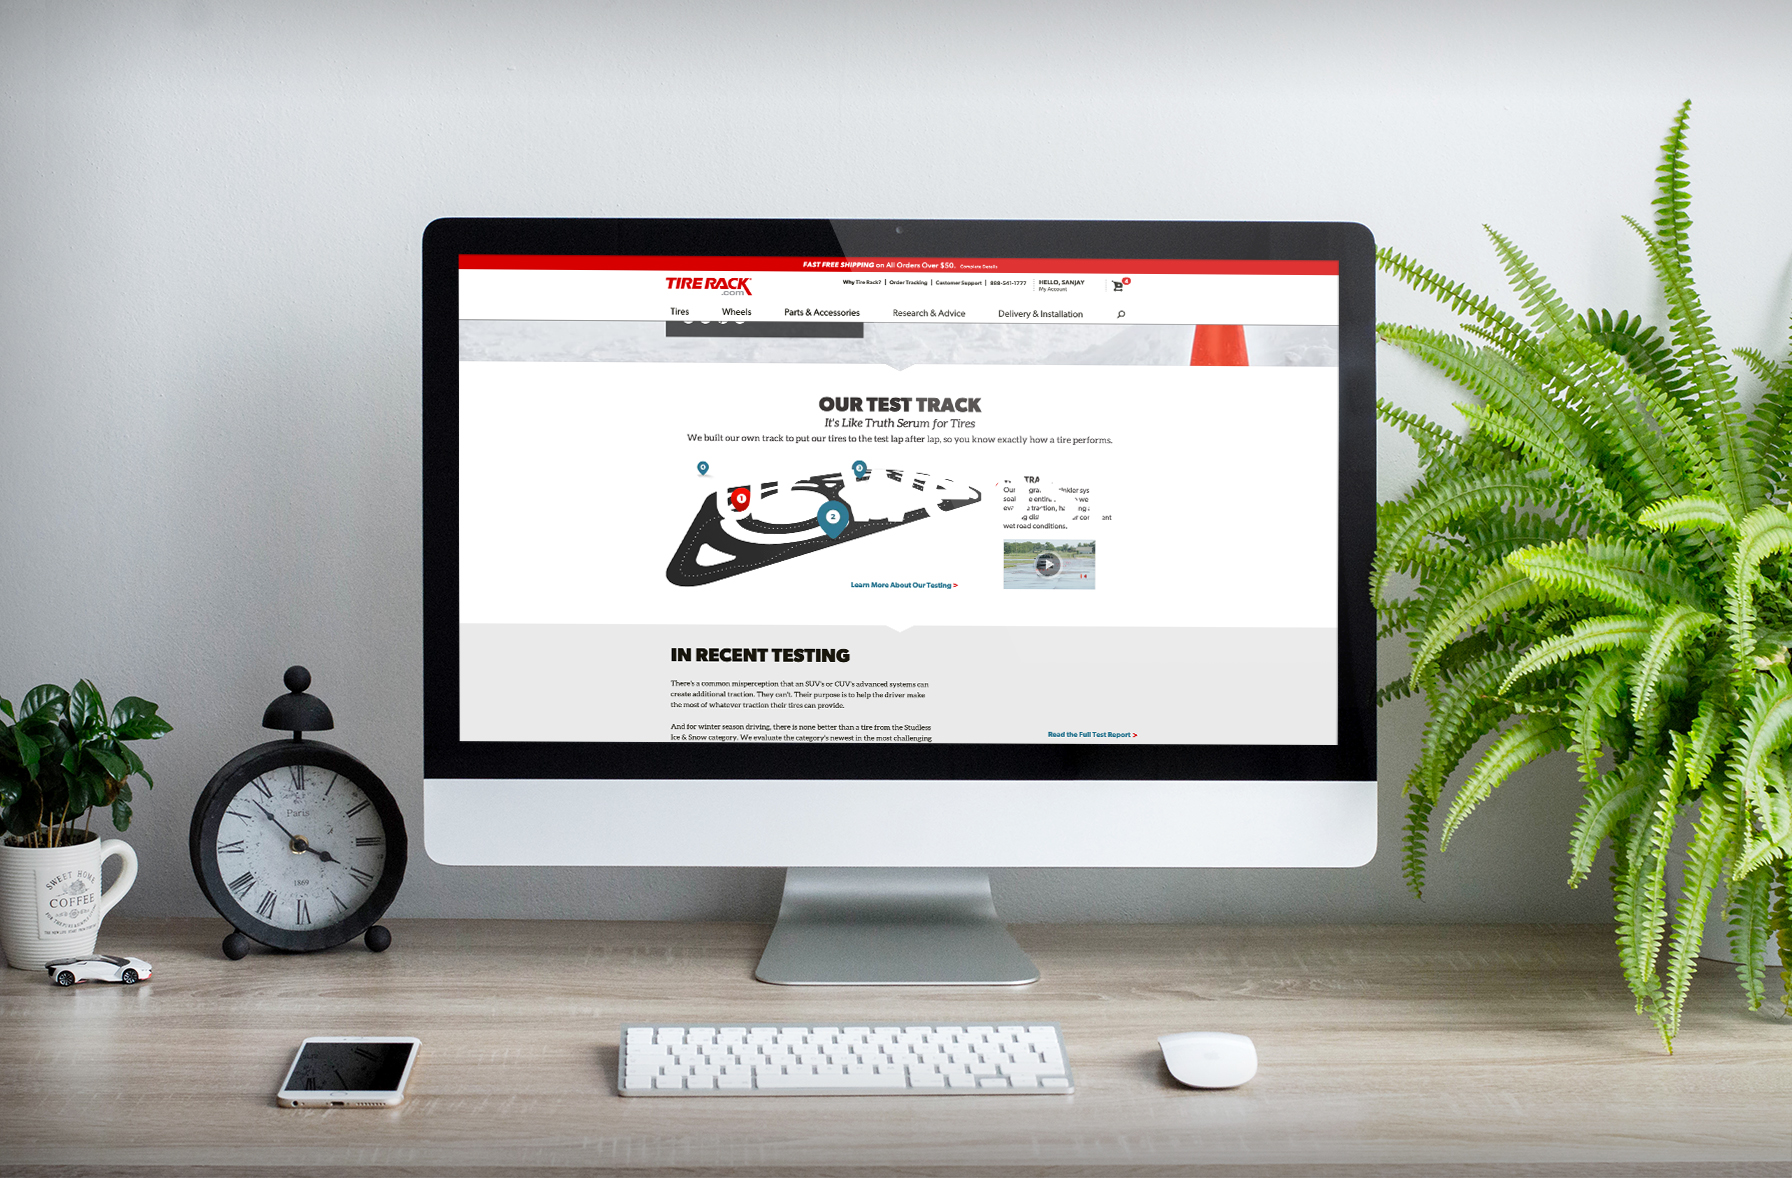 FAST FREE SHIPPING on All Orders Over $50. Complete Details
TIRE RACK
.com
Why Tire Rack? | Order Tracking | Customer Support | 888-541-1777
HELLO, SANJAY
My Account
Tires Wheels Parts & Accessories Research & Advice Delivery & Installation
OUR TEST TRACK
It's Like Truth Serum for Tires
We built our own track to put our tires to the test lap after lap, so you know exactly how a tire performs.
1
2
3
TRA
Our
wet road conditions.
Learn More About Our Testing >
IN RECENT TESTING
There's a common misperception that an SUV's or CUV's advanced systems can
create additional traction. They can't. Their purpose is to help the driver make
the most of whatever traction their tires can provide.
And for winter season driving, there is none better than a tire from the Studless
Ice & Snow category. We evaluate the category's newest in the most challenging
Read the Full Test Report >
Paris
1869
SWEET HOME
COFFEE